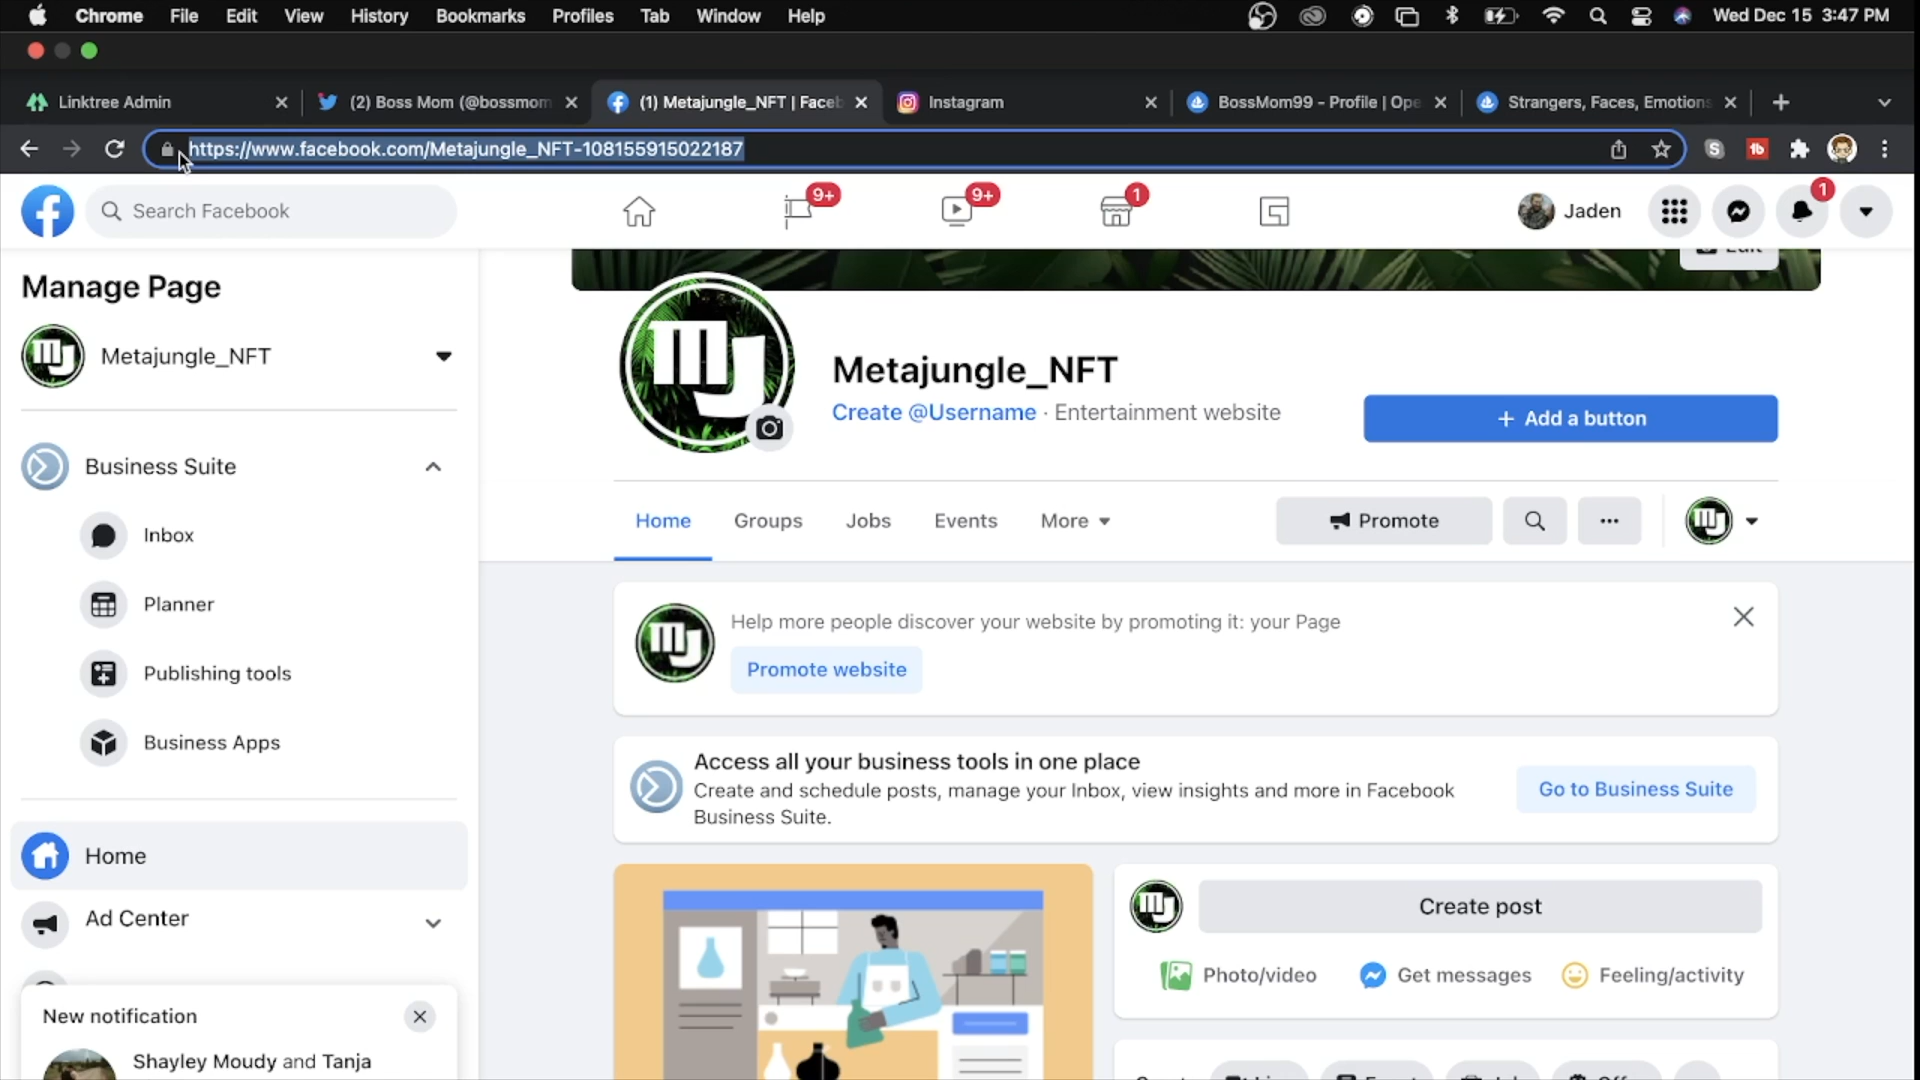 Chrome File Edit View History Bookmarks Profiles Tab Window Help Wed Dec 15 3:47 PM
Linktree Admin (2) Boss Mom (@bossmom (1) Metajungle_NFT | Faceb Instagram BossMom99 - Profile | Ope Strangers, Faces, Emotions
https://www.facebook.com/Metajungle_NFT-108155915022187
Search Facebook 9+ 9+ 1 Jaden 1
Edit
Manage Page
Metajungle_NFT
Business Suite
Inbox
Planner
Publishing tools
Business Apps
Home
Ad Center
New notification
Shayley Moudy and Tanja
MJ
Metajungle_NFT
Create @Username · Entertainment website
+ Add a button
Home Groups Jobs Events More Promote
Help more people discover your website by promoting it: your Page
Promote website
Access all your business tools in one place
Create and schedule posts, manage your Inbox, view insights and more in Facebook
Business Suite.
Go to Business Suite
Create post
Photo/video Get messages Feeling/activity